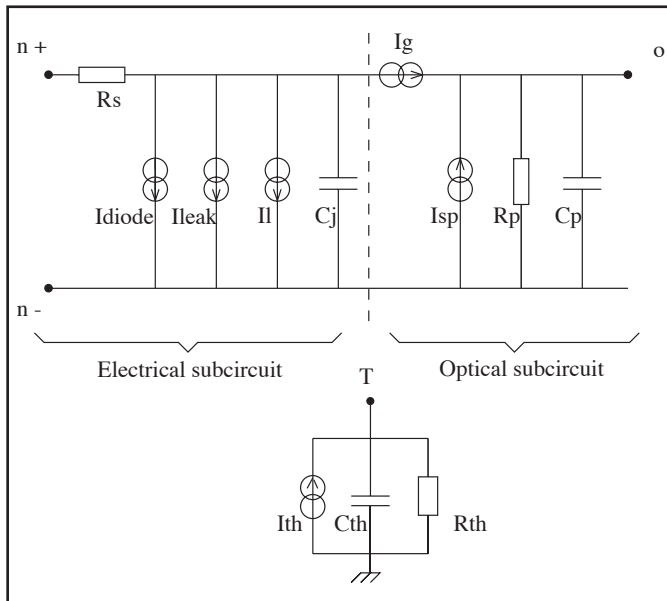 n +
Ig
o
Rs
Idiode
Ileak
Il
Cj
Isp
Rp
Cp
n -
Electrical subcircuit
Optical subcircuit
T
Ith
Cth
Rth